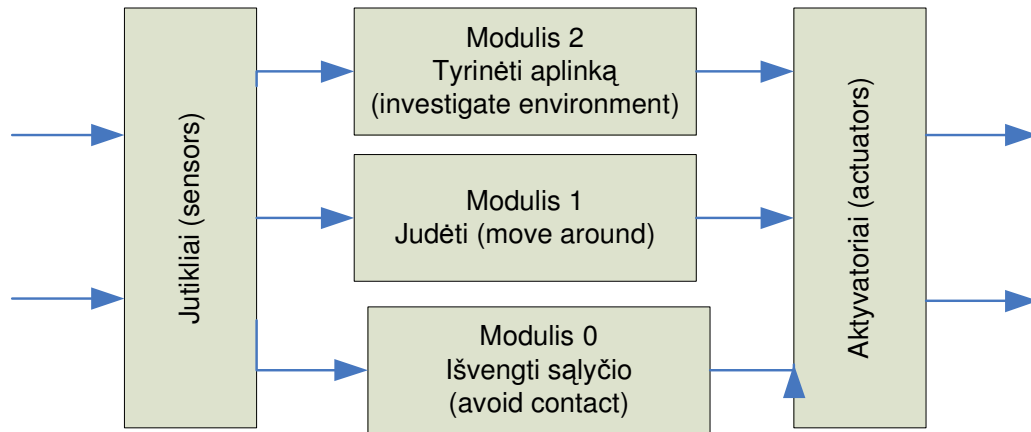 Jutikliai (sensors)
Modulis 2
Tyrinėti aplinką
(investigate environment)
Modulis 1
Judėti (move around)
Modulis 0
Išvengti sąlyčio
(avoid contact)
Aktyvatoriai (actuators)